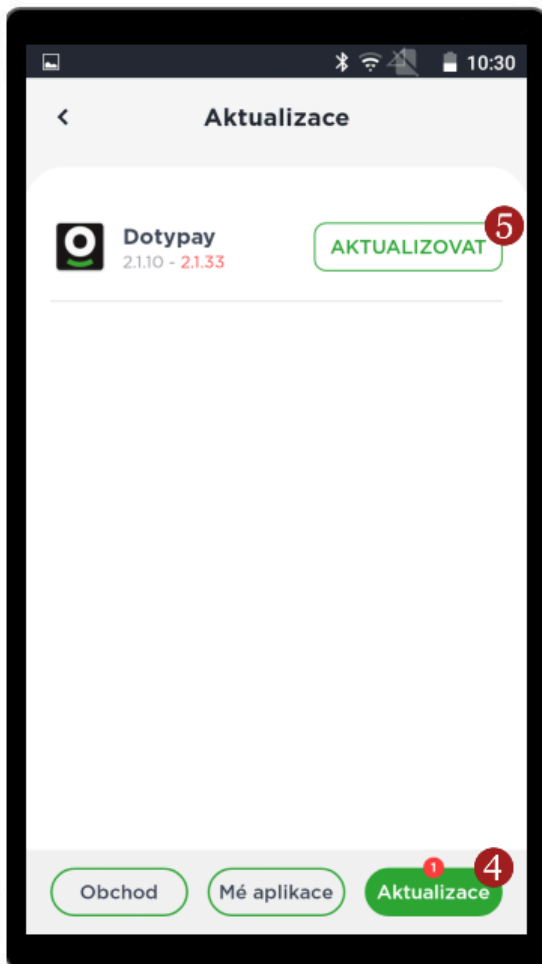 10:30
Aktualizace
Dotypay
AKTUALIZOVAT
5
2.1.10 - 2.1.33
1
4
Obchod
Mé aplikace
Aktualizace